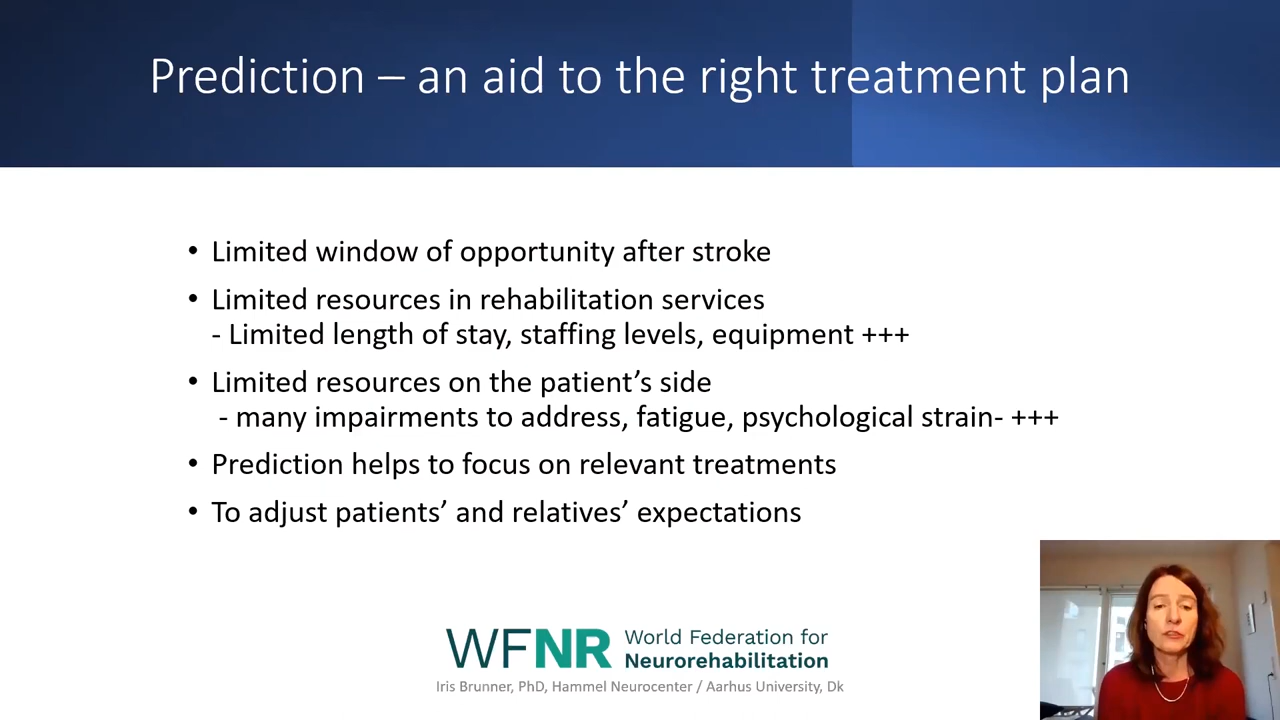 Prediction – an aid to the right treatment plan
• Limited window of opportunity after stroke
• Limited resources in rehabilitation services
- Limited length of stay, staffing levels, equipment +++
• Limited resources on the patient’s side
- many impairments to address, fatigue, psychological strain- +++
• Prediction helps to focus on relevant treatments
• To adjust patients’ and relatives’ expectations
WFNR
World Federation for
Neurorehabilitation
Iris Brunner, PhD, Hammel Neurocenter / Aarhus University, Dk